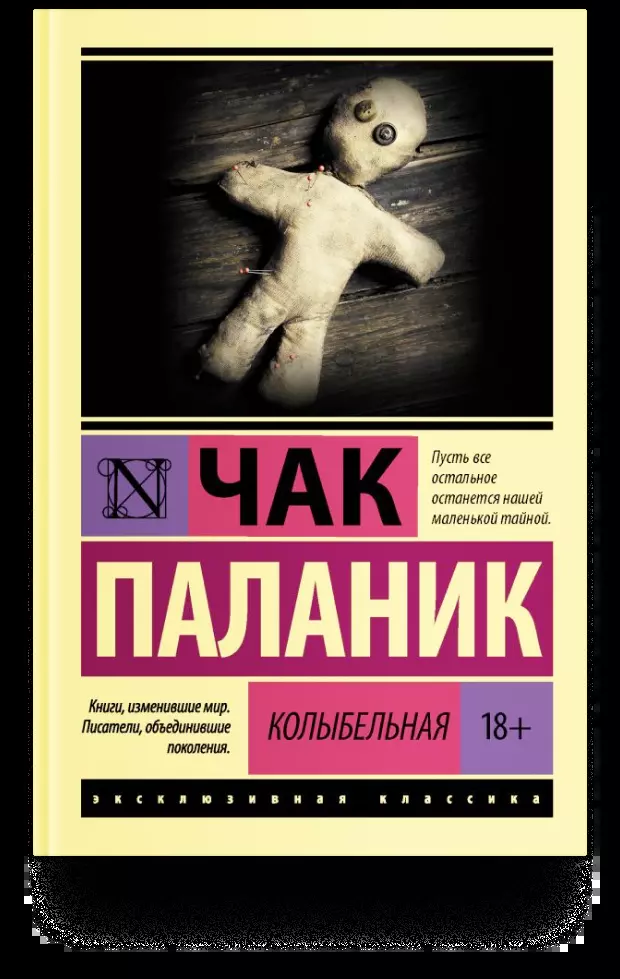 N
ЧАК
Пусть все
остальное
останется нашей
маленькой тайной.
ПАЛАНИК
Книги, изменившие мир.
Писатели, объединившие
поколения.
КОЛЫБЕЛЬНАЯ
18+
эксклюзивная классика